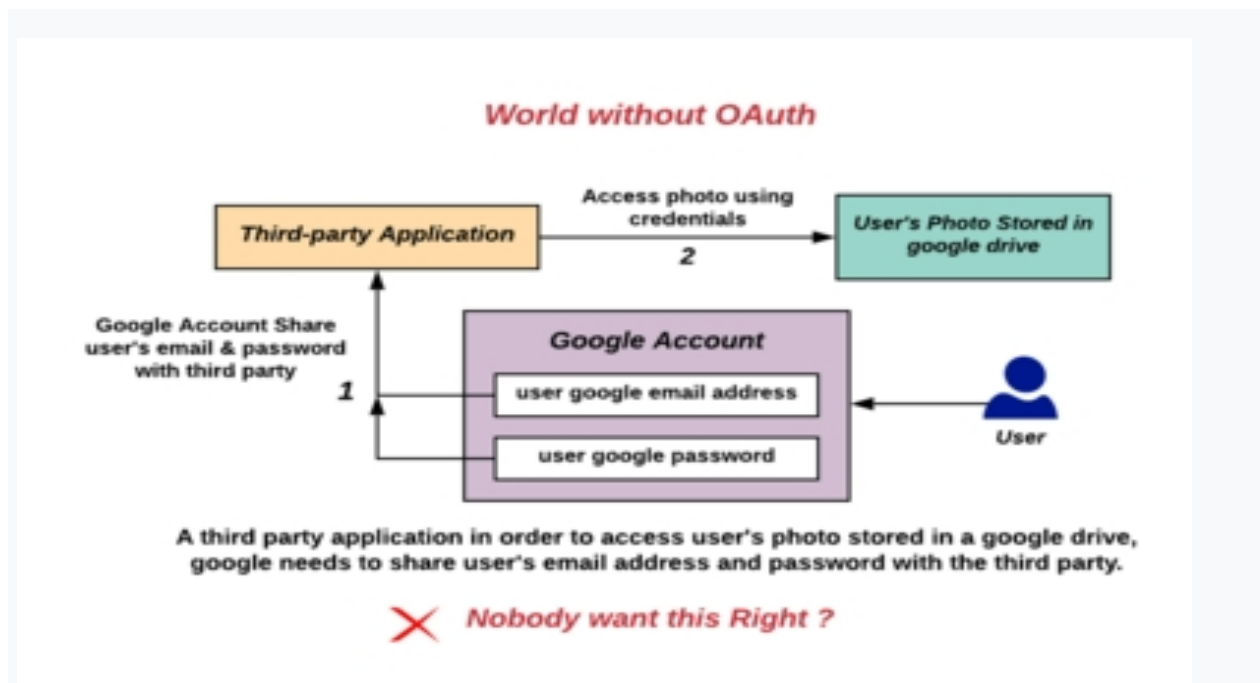 World without OAuth
Access photo using
credentials
2
Third-party Application
User's Photo Stored in
google drive
Google Account Share
user's email & password
with third party
1
Google Account
user google email address
user google password
User
A third party application in order to access user's photo stored in a google drive,
google needs to share user's email address and password with the third party.
Nobody want this Right ?